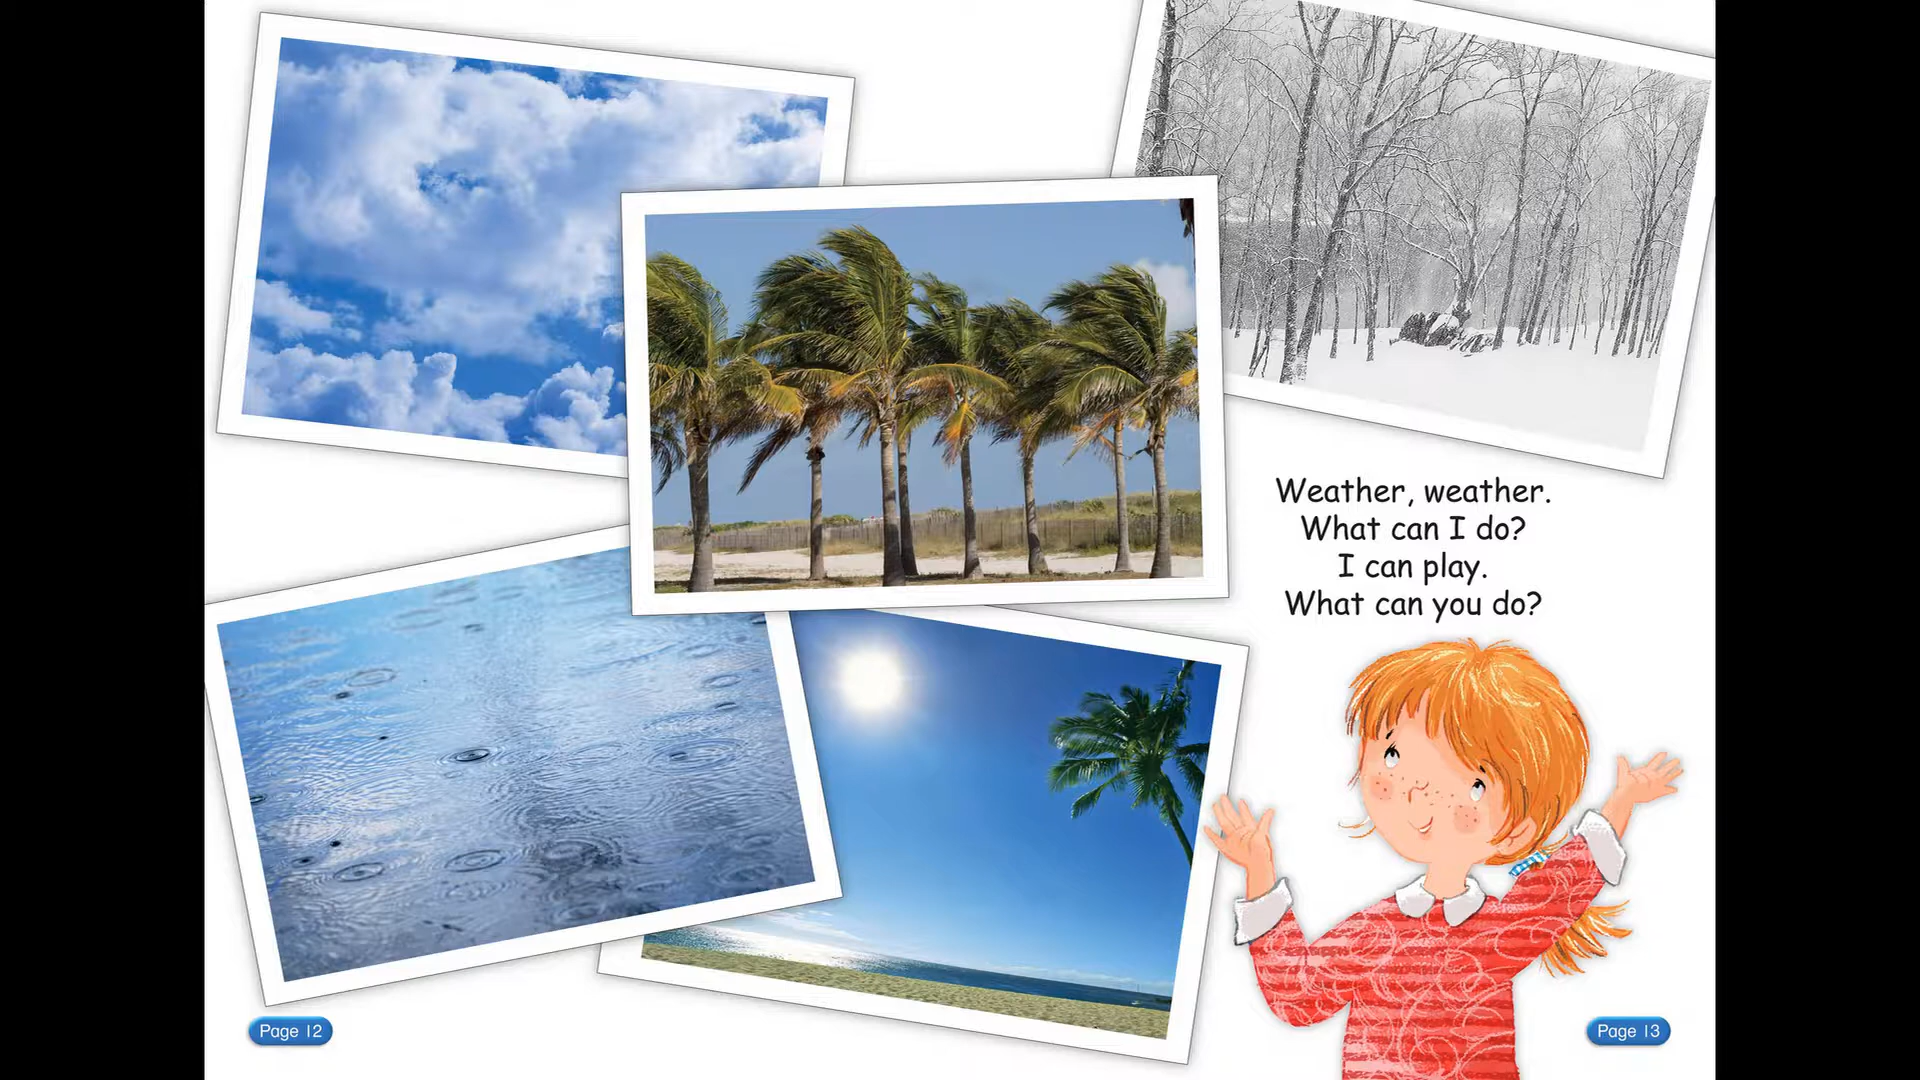 Weather, weather.
What can I do?
I can play.
What can you do?
Page 12
Page 13